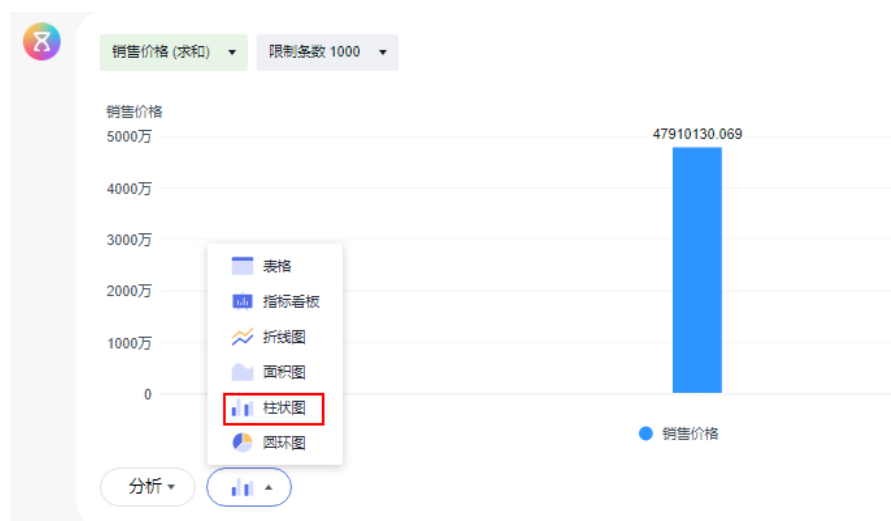 销售价格 (求和)
限制条数 1000
销售价格
5000万
47910130.069
4000万
3000万
表格
2000万
指标看板
1000万
折线图
面积图
0
柱状图
销售价格
圆环图
分析